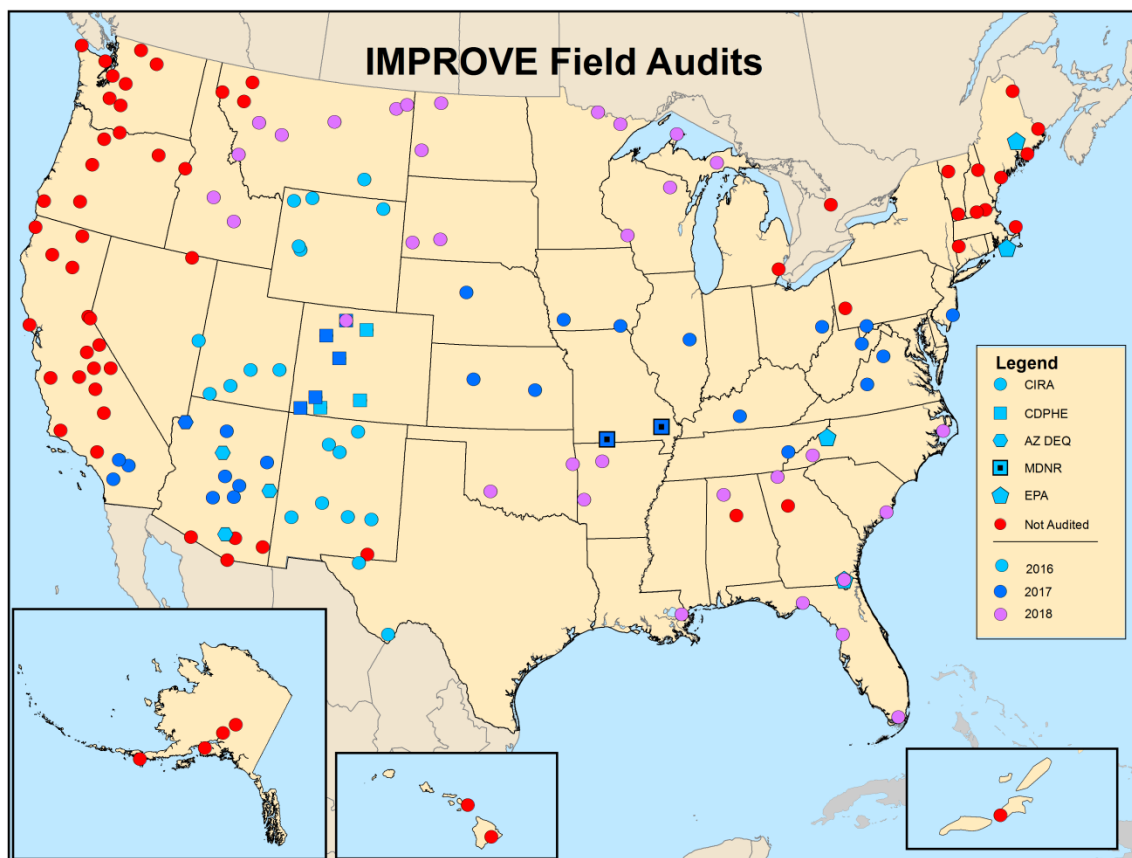 IMPROVE Field Audits
Legend
CIRA
CDPHE
AZ DEQ
MDNR
EPA
Not Audited
2016
2017
2018